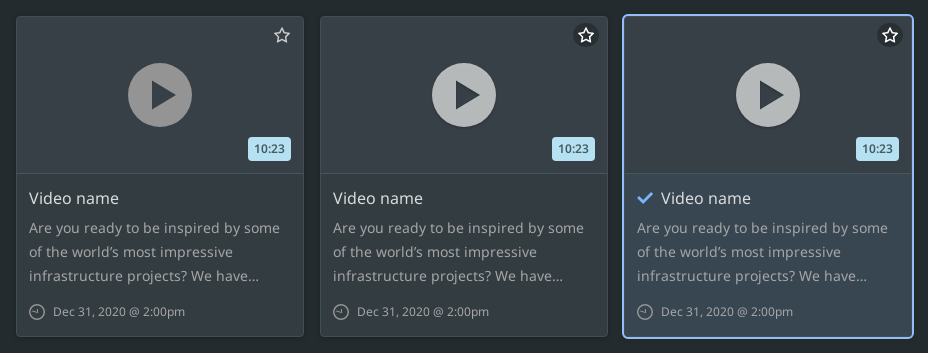 10:23
Video name
Are you ready to be inspired by some
of the world’s most impressive
infrastructure projects? We have...
Dec 31, 2020 @ 2:00pm
10:23
Video name
Are you ready to be inspired by some
of the world’s most impressive
infrastructure projects? We have...
Dec 31, 2020 @ 2:00pm
10:23
Video name
Are you ready to be inspired by some
of the world’s most impressive
infrastructure projects? We have...
Dec 31, 2020 @ 2:00pm